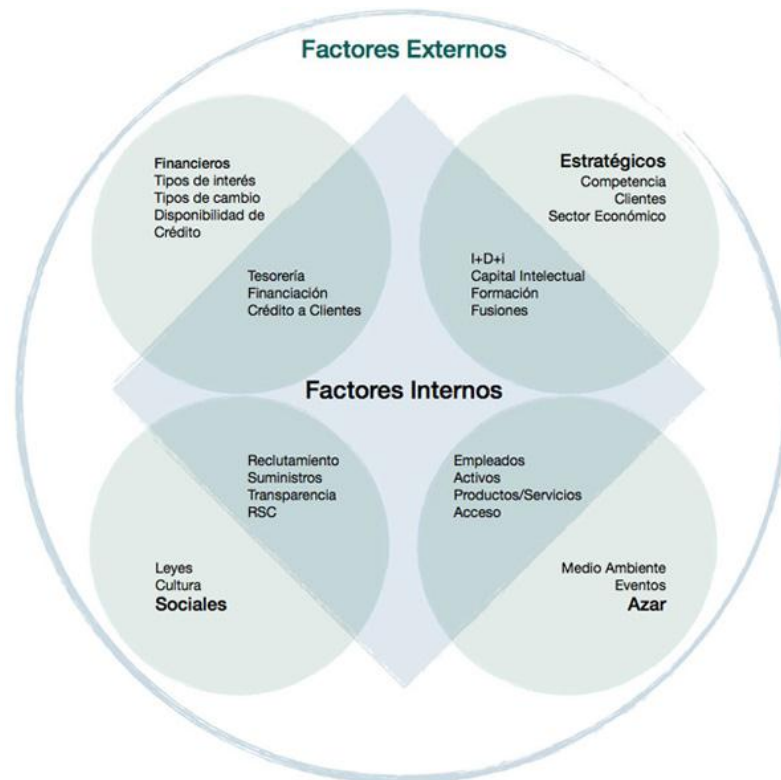 Factores Externos
Financieros
Tipos de interés
Tipos de cambio
Disponibilidad de
Crédito
Tesorería
Financiación
Crédito a Clientes
Estratégicos
Competencia
Clientes
Sector Económico
I+D+i
Capital Intelectual
Formación
Fusiones
Factores Internos
Reclutamiento
Suministros
Transparencia
RSC
Leyes
Cultura
Sociales
Empleados
Activos
Productos/Servicios
Acceso
Medio Ambiente
Eventos
Azar